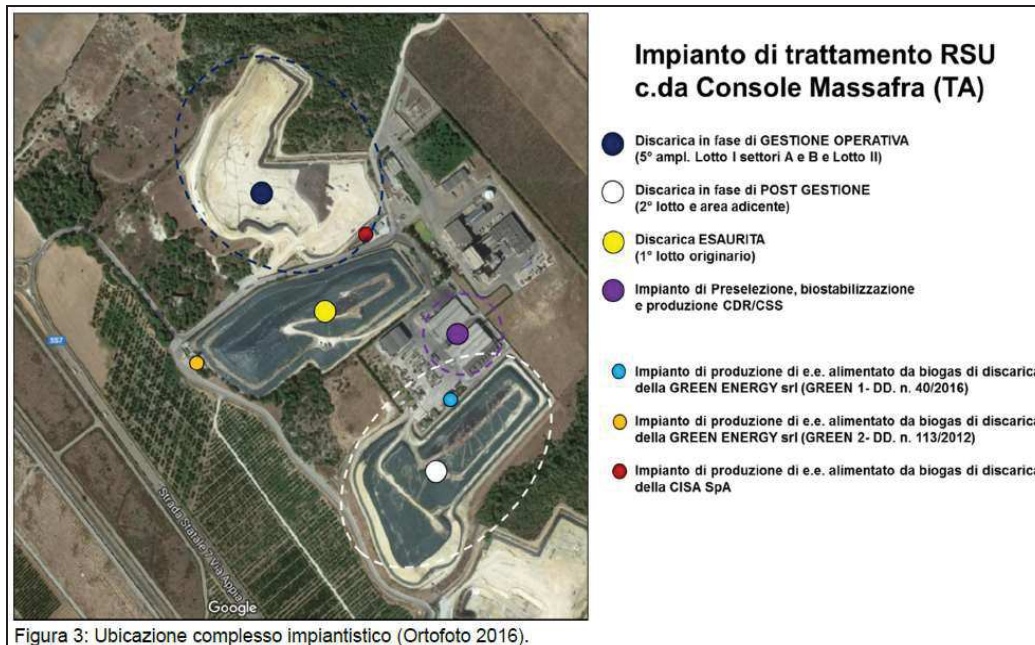 Impianto di trattamento RSU
c.da Console Massafra (TA)
Discarica in fase di GESTIONE OPERATIVA
(5° ampl. Lotto I settori A e B e Lotto II)
Discarica in fase di POST GESTIONE
(2° lotto e area adicente)
Discarica ESAURITA
(1° lotto originario)
Impianto di Preselezione, biostabilizzazione
e produzione CDR/CSS
Impianto di produzione di e.e. alimentato da biogas di discarica
della GREEN ENERGY srl (GREEN 1- DD. n. 40/2016)
Impianto di produzione di e.e. alimentato da biogas di discarica
della GREEN ENERGY srl (GREEN 2- DD. n. 113/2012)
Impianto di produzione di e.e. alimentato da biogas di discarica
della CISA SpA
Strada Statale 7 Via Appia
Google
Figura 3: Ubicazione complesso impiantistico (Ortofoto 2016).